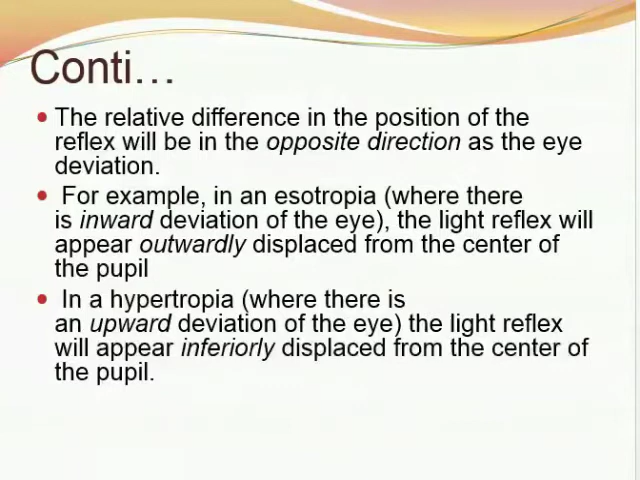 Conti…
• The relative difference in the position of the
reflex will be in the opposite direction as the eye
deviation.
• For example, in an esotropia (where there
is inward deviation of the eye), the light reflex will
appear outwardly displaced from the center of
the pupil
• In a hypertropia (where there is
an upward deviation of the eye) the light reflex
will appear inferiorly displaced from the center of
the pupil.